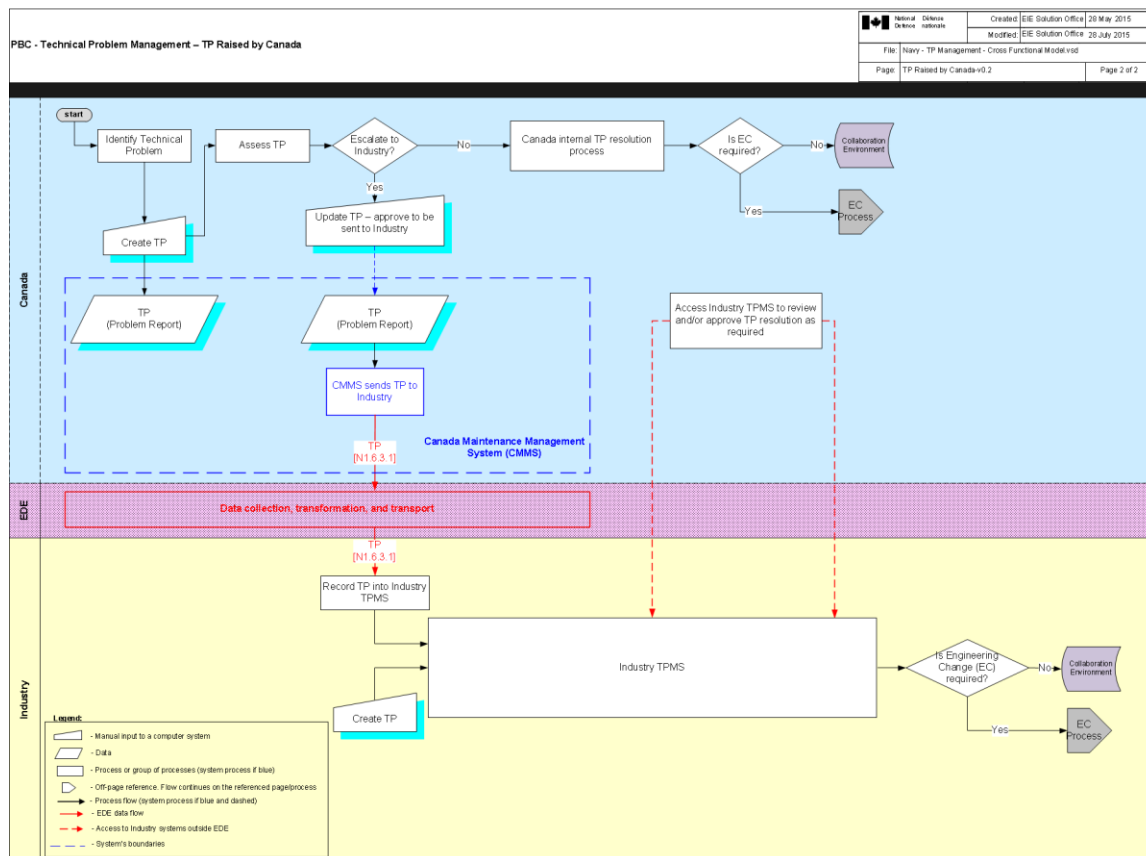 PBC - Technical Problem Management – TP Raised by Canada
National Défense
Defence nationale
Created: EIE Solution Office 28 May 2015
Modified: EIE Solution Office 28 July 2015
File: Navy - TP Management - Cross Functional Model.vsd
Page: TP Raised by Canada-v0.2 Page 2 of 2
Canada
start
Identify Technical
Problem
Assess TP
Escalate to
Industry?
No
Canada internal TP resolution
process
Is EC
required?
No
Collaboration
Environment
Yes
Yes
EC
Process
Create TP
Update TP – approve to be
sent to Industry
TP
(Problem Report)
TP
(Problem Report)
Access Industry TPMS to review
and/or approve TP resolution as
required
CMMS sends TP to
Industry
TP
[N1.6.3.1]
Canada Maintenance Management
System (CMMS)
EDE
Data collection, transformation, and transport
Industry
TP
[N1.6.3.1]
Record TP into Industry
TPMS
Industry TPMS
Create TP
Is Engineering
Change (EC)
required?
No
Collaboration
Environment
Yes
EC
Process
Legend:
- Manual input to a computer system
- Data
- Process or group of processes (system process if blue)
- Off-page reference. Flow continues on the referenced page/process
- Process flow (system process if blue and dashed)
- EDE data flow
- Access to Industry systems outside EDE
- System's boundaries